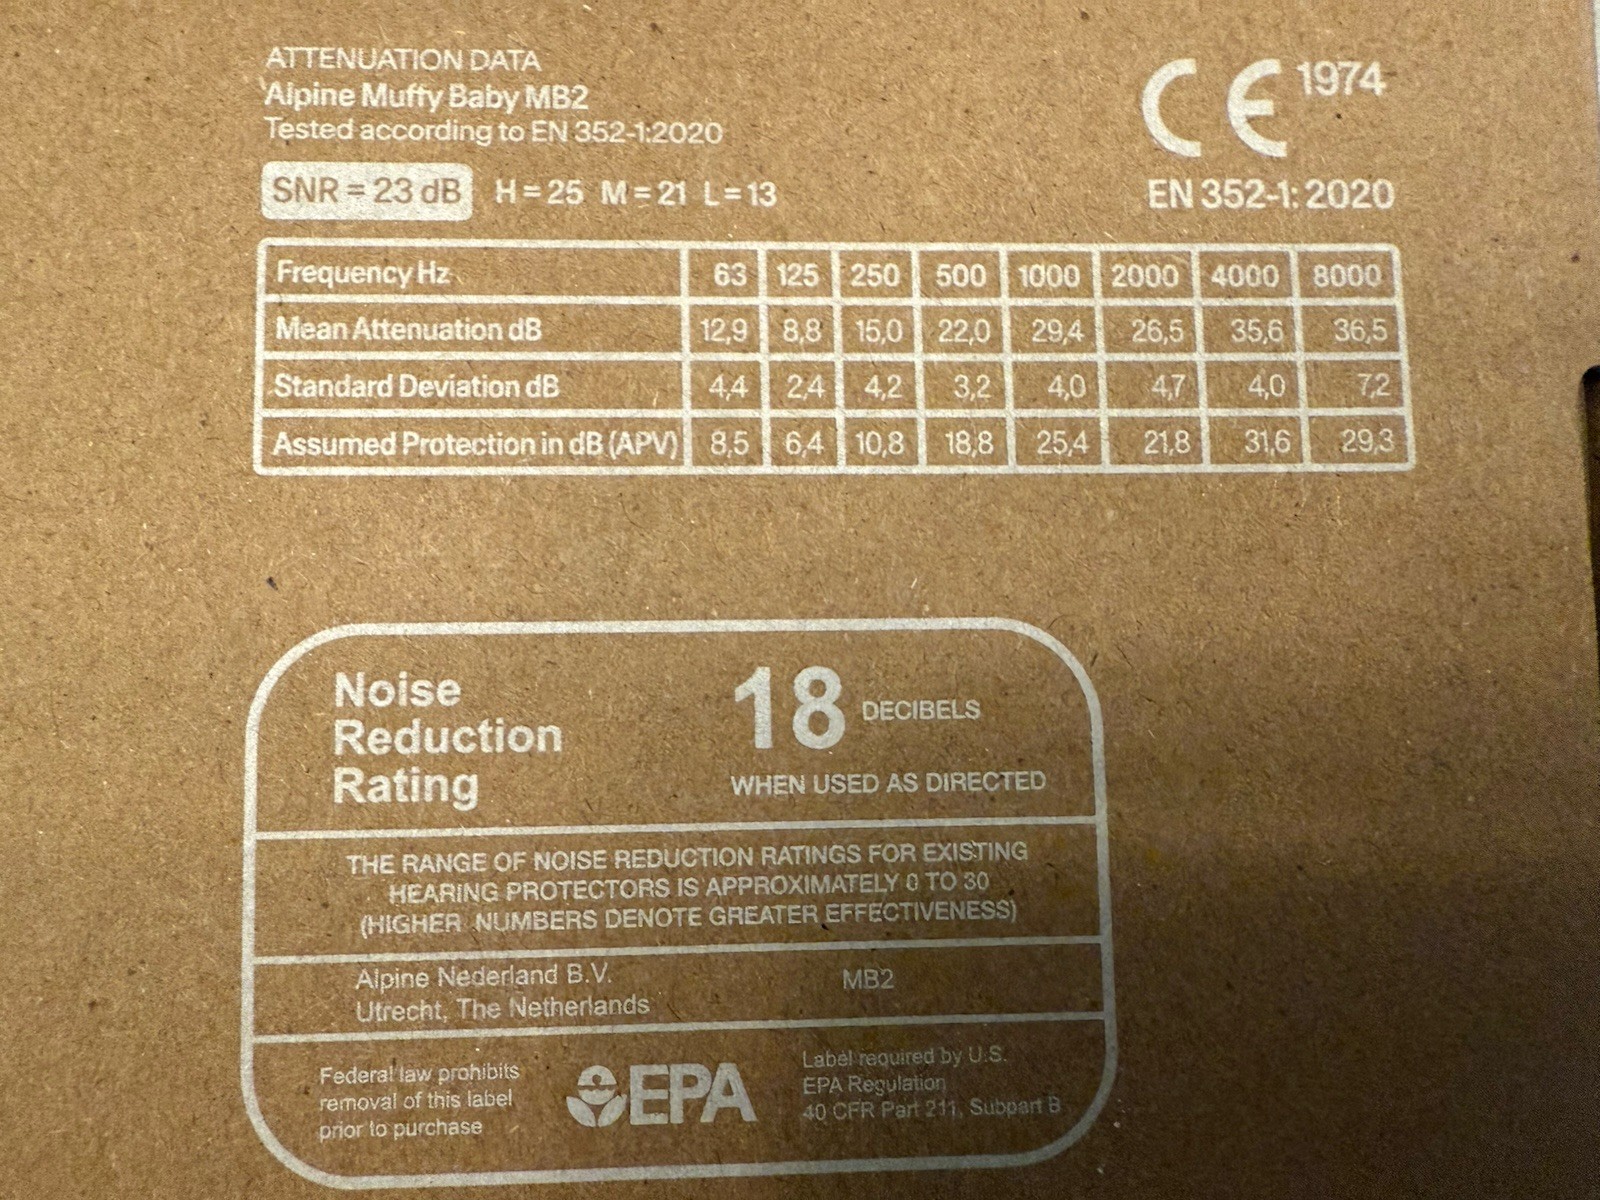 ATTENUATION DATA
Alpine Muffy Baby MB2
Tested according to EN 352-1:2020
SNR = 23 dB H = 25 M = 21 L = 13
CE 1974
EN 352-1: 2020
Frequency Hz 63 125 250 500 1000 2000 4000 8000
Mean Attenuation dB 12,9 8,8 15,0 22,0 29,4 26,5 35,6 36,5
Standard Deviation dB 4,4 2,4 4,2 3,2 4,0 4,7 4,0 7,2
Assumed Protection in dB (APV) 8,5 6,4 10,8 18,8 25,4 21,8 31,6 29,3
Noise
Reduction
Rating
18 DECIBELS
WHEN USED AS DIRECTED
THE RANGE OF NOISE REDUCTION RATINGS FOR EXISTING
HEARING PROTECTORS IS APPROXIMATELY 0 TO 30
(HIGHER NUMBERS DENOTE GREATER EFFECTIVENESS)
Alpine Nederland B.V.
Utrecht, The Netherlands
MB2
Federal law prohibits
removal of this label
prior to purchase
EPA
Label required by U.S.
EPA Regulation
40 CFR Part 211, Subpart B